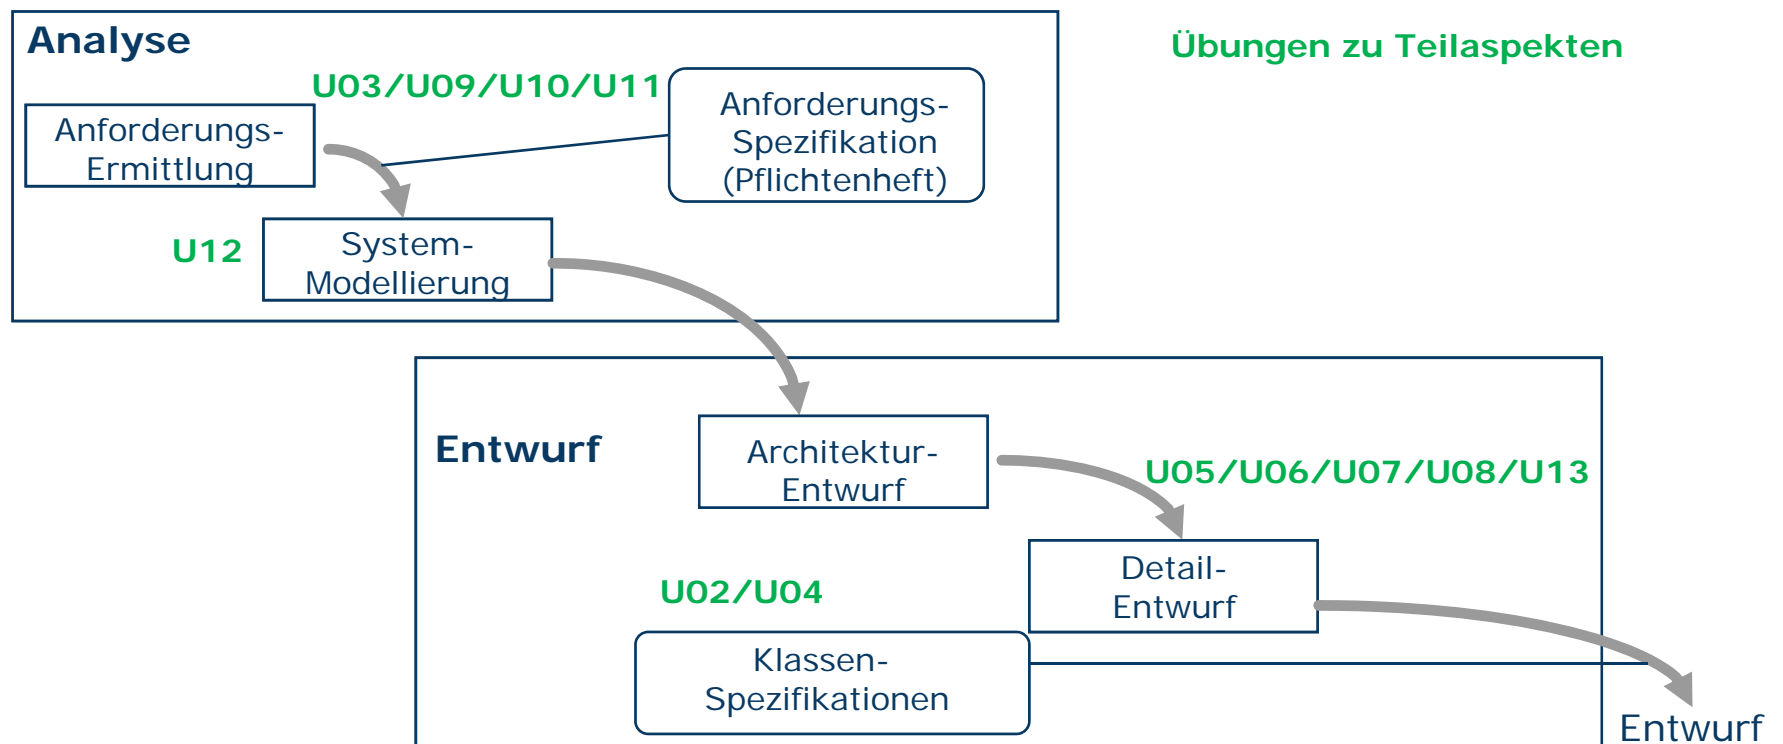 Analyse
Übungen zu Teilaspekten
U03/U09/U10/U11
Anforderungs-
Ermittlung
Anforderungs-
Spezifikation
(Pflichtenheft)
U12
System-
Modellierung
Entwurf
Architektur-
Entwurf
U05/U06/U07/U08/U13
Detail-
Entwurf
U02/U04
Klassen-
Spezifikationen
Entwurf